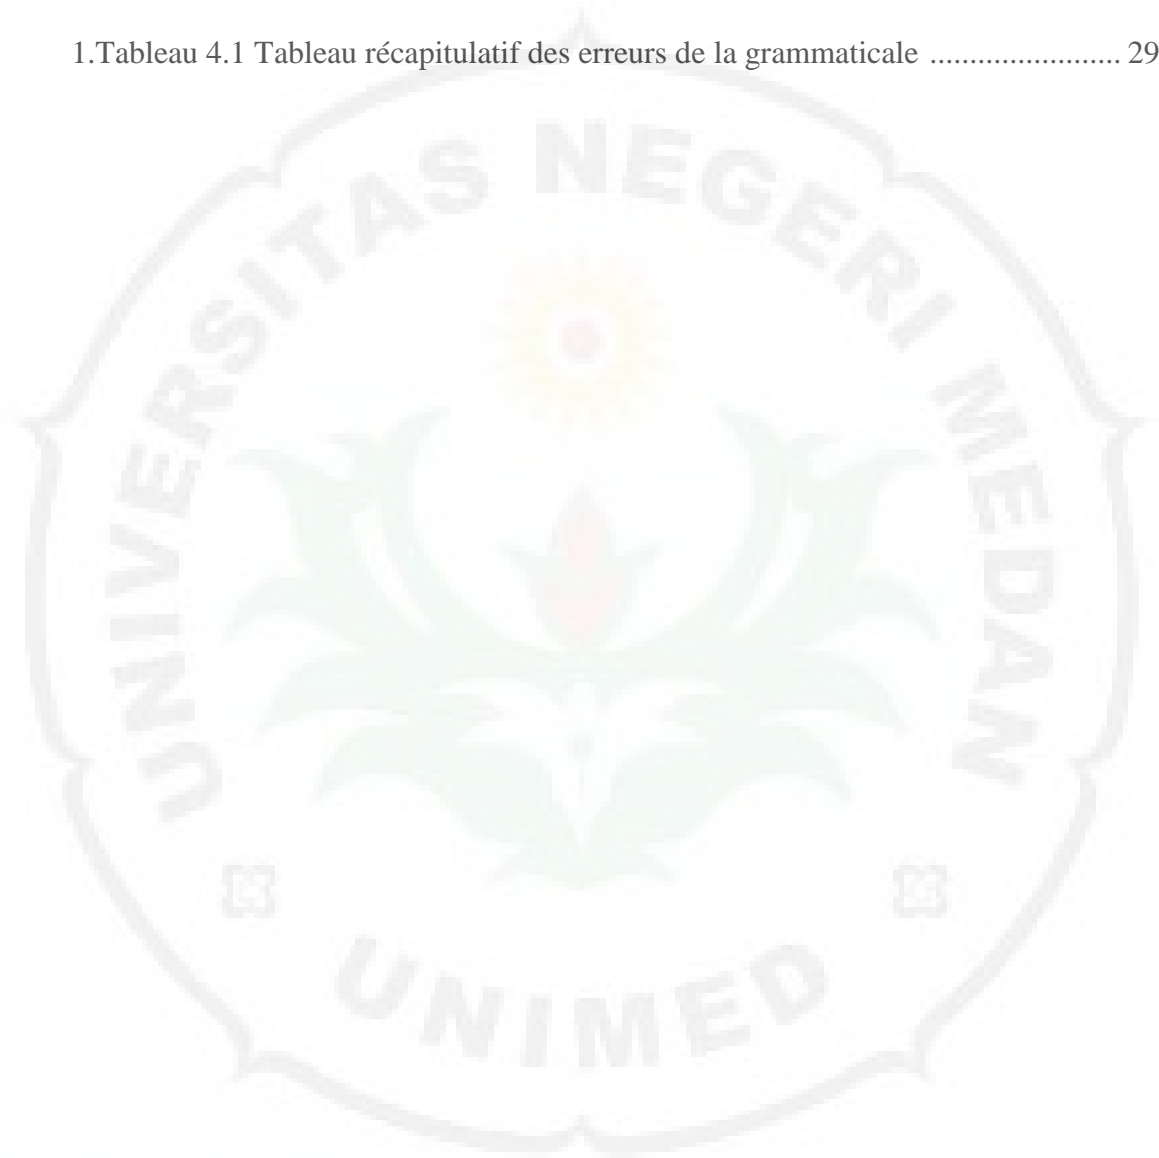 1.Tableau 4.1 Tableau récapitulatif des erreurs de la grammaticale ........................ 29
UNIVERSITAS NEGERI MEDAN
UNIMED